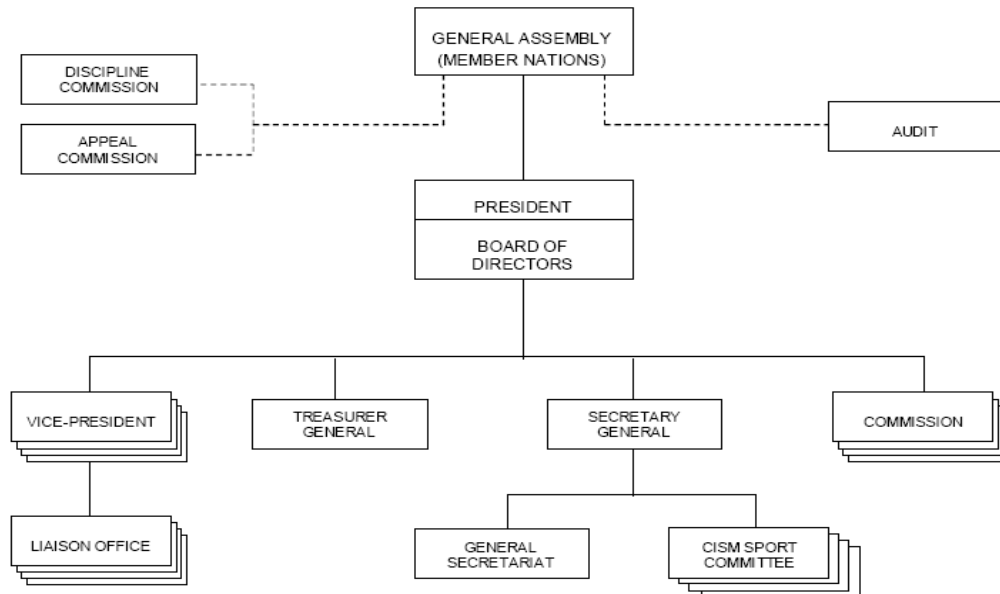 GENERAL ASSEMBLY
(MEMBER NATIONS)
DISCIPLINE
COMMISSION
APPEAL
COMMISSION
AUDIT
PRESIDENT
BOARD OF
DIRECTORS
VICE-PRESIDENT
TREASURER
GENERAL
SECRETARY
GENERAL
COMMISSION
LIAISON OFFICE
GENERAL
SECRETARIAT
CISM SPORT
COMMITTEE